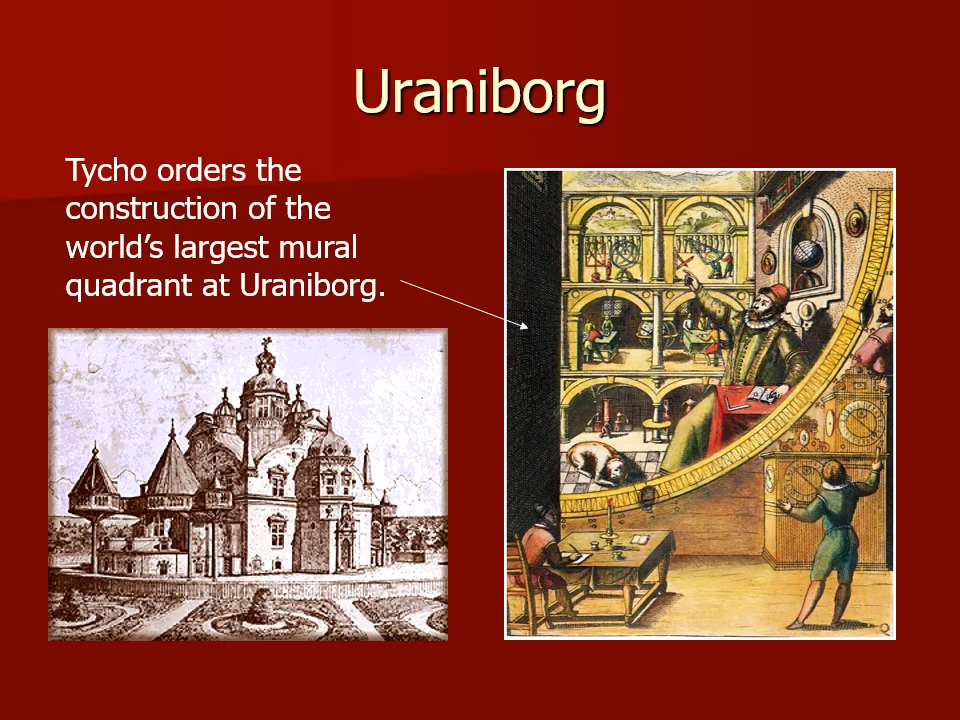 Uraniborg
Tycho orders the
construction of the
world's largest mural
quadrant at Uraniborg.